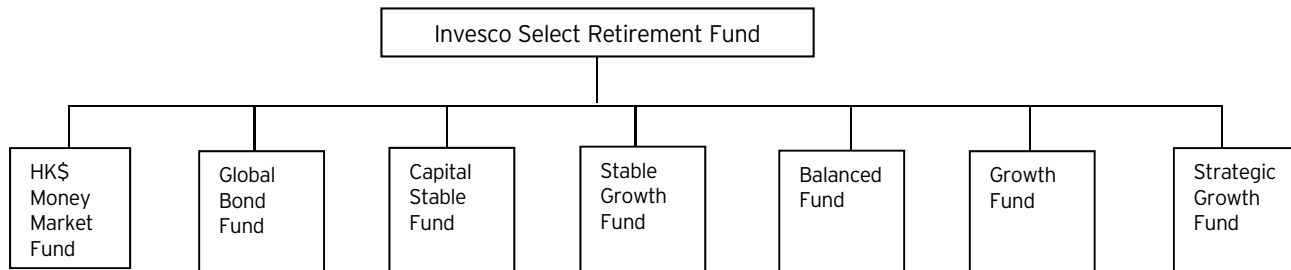 Invesco Select Retirement Fund
HK$
Money
Market
Fund
Global
Bond
Fund
Capital
Stable
Fund
Stable
Growth
Fund
Balanced
Fund
Growth
Fund
Strategic
Growth
Fund